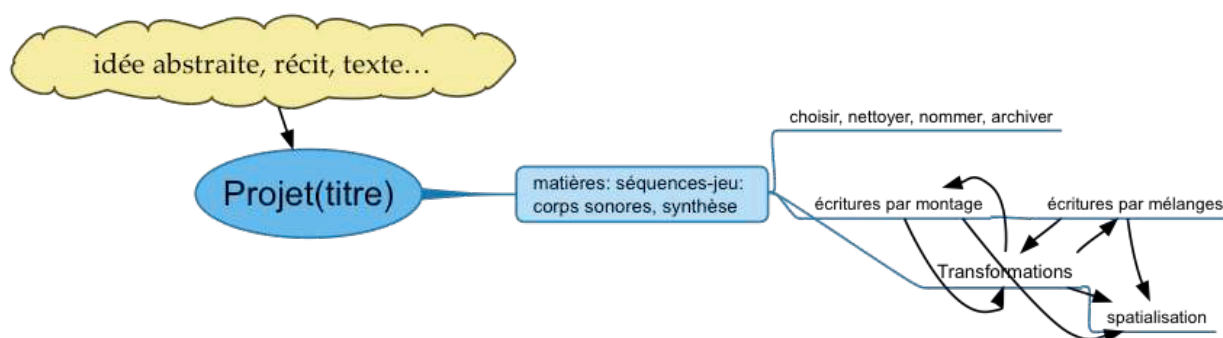 idée abstraite, récit, texte…
choisir, nettoyer, nommer, archiver
Projet(titre)
matières: séquences-jeu:
corps sonores, synthèse
écritures par montage
écritures par mélanges
Transformations
spatialisation